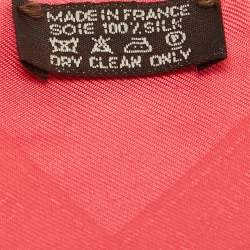 MADE IN FRANCE
SOIE 100% SILK
DRY CLEAN ONLY